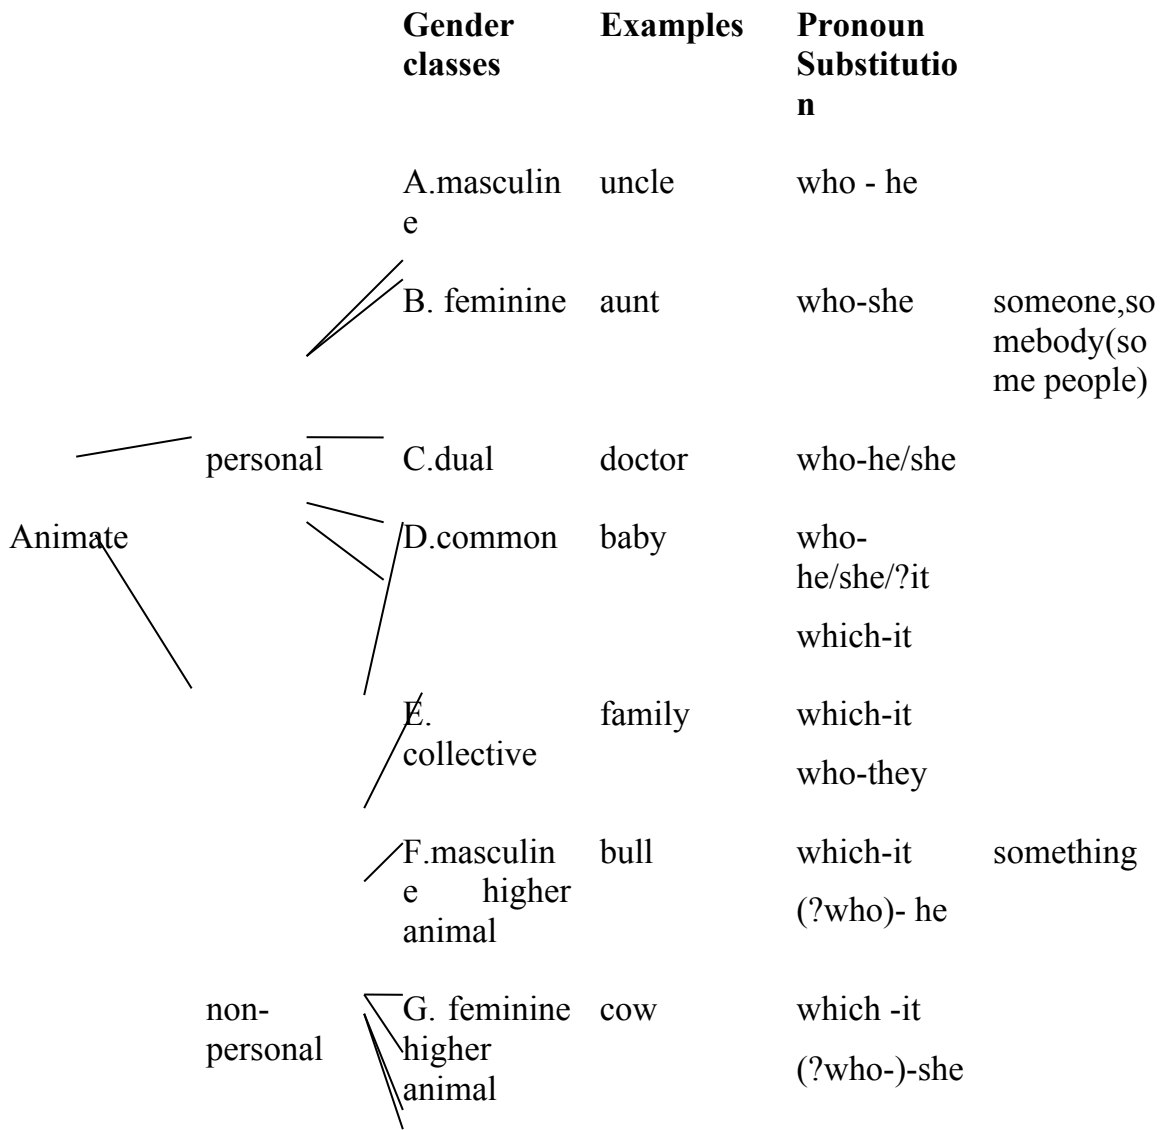 Gender Examples Pronoun
classes Substitutio
n
A.masculin uncle who - he
e
B. feminine aunt who-she someone,so
mebody(so
me people)
personal C.dual doctor who-he/she
Animate D.common baby who-
he/she/?it
which-it
E. family which-it
collective
who-they
F.masculin bull which-it something
e higher
(?who)- he
animal
non- G. feminine cow which -it
personal higher
(?who-)-she
animal